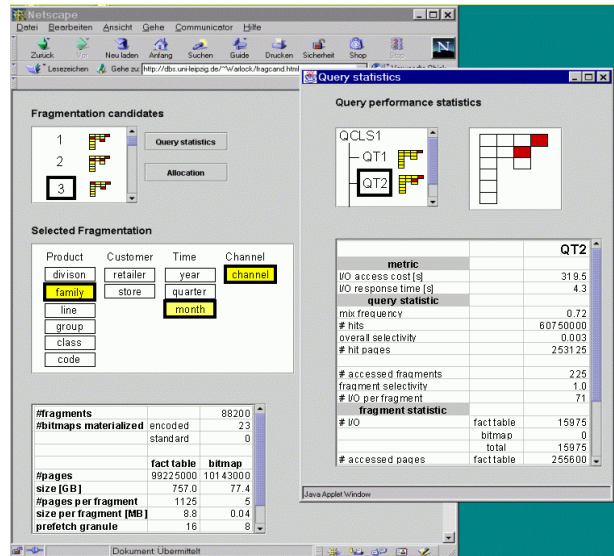 Netscape
Datei Bearbeiten Ansicht Gehe Communicator Hilfe
Zurück Vor Neu laden Anfang Suchen Guide Drucken Sicherheit Shop Stop
Lesezeichen Gehe zu: http://dbs.uni-leipzig.de/~Warlock/fragcand.html
Fragmentation candidates
1
2
3
Query statistics
Allocation
Selected Fragmentation
Product Customer Time Channel
divison retailer year channel
family store quarter
line month
group
class
code
#fragments 88200
#bitmaps materialized encoded 23
standard 0
fact table bitmap
#pages 99225000 10143000
size [GB] 757.0 77.4
#pages per fragment 1125 5
size per fragment [MB] 8.8 0.04
prefetch granule 16 8
Dokument: Übermittelt
Query statistics
Query performance statistics
QCLS1
QT1
QT2
QT2
metric
I/O access cost [s] 319.5
I/O response time [s] 4.3
query statistic
mix frequency 0.72
# hits 60750000
overall selectivity 0.003
# hit pages 253125
# accessed fragments 225
fragment selectivity 1.0
# I/O per fragment 71
fragment statistic
# I/O fact table 15975
bitmap 0
total 15975
# accessed pages fact table 255600
Java Applet Window